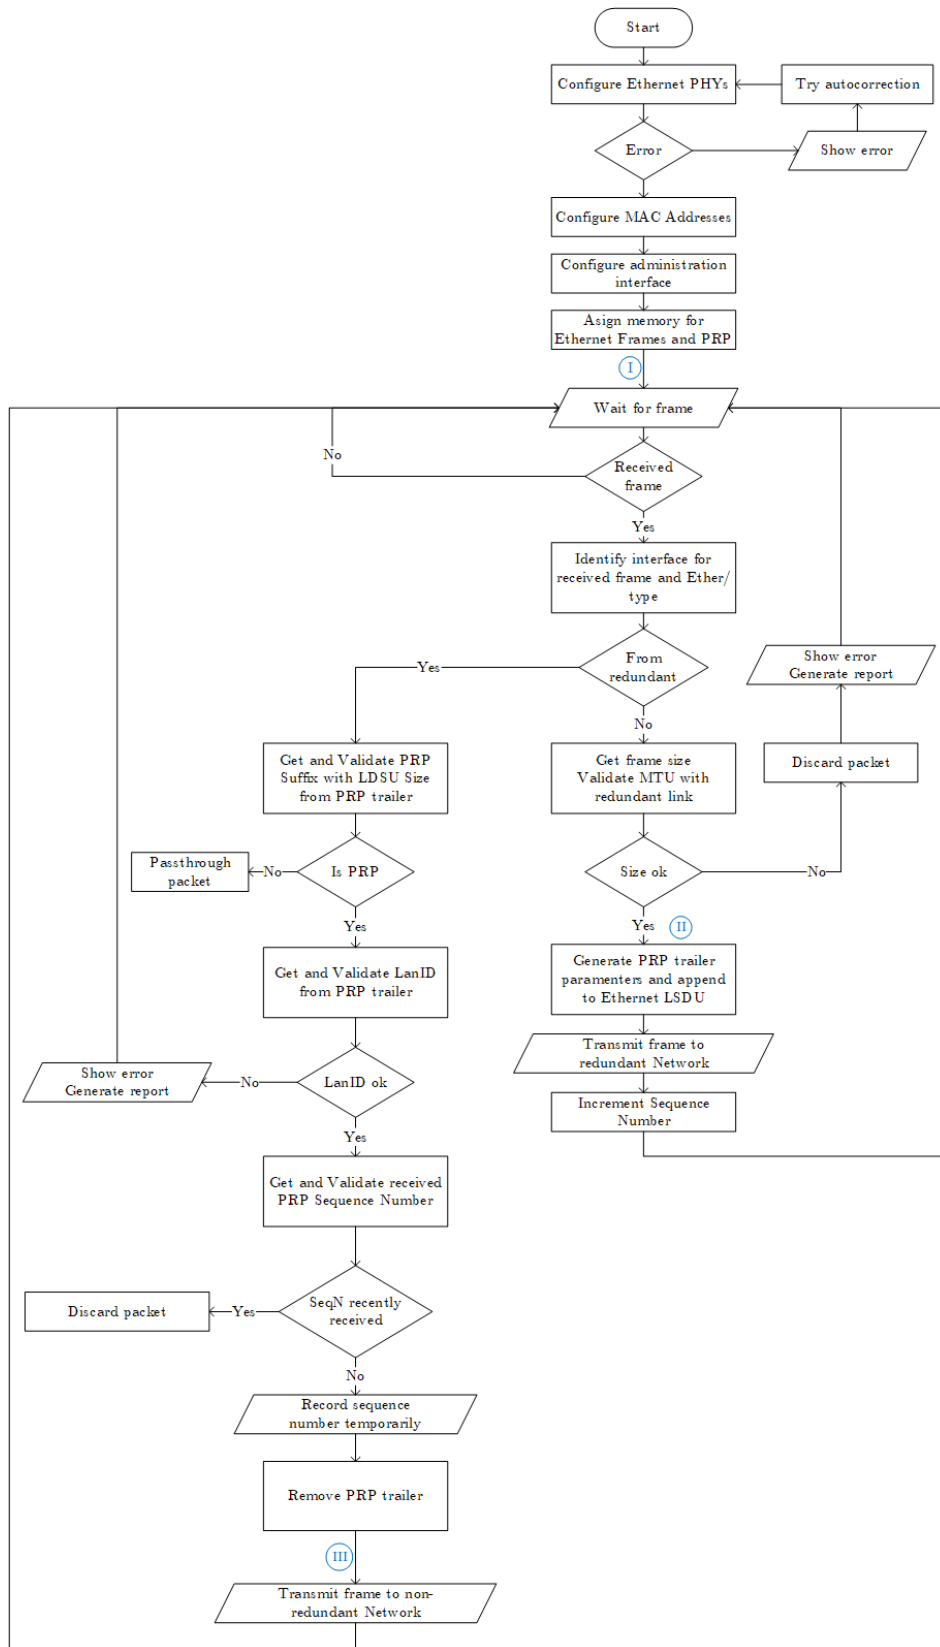 Start
Configure Ethernet PHYs
Try autocorrection
Error
Show error
Configure MAC Addresses
Configure administration
interface
Asign memory for
Ethernet Frames and PRP
I
Wait for frame
No
Received
frame
Yes
Identify interface for
received frame and Ether/
type
From
redundant
Yes
No
Show error
Generate report
Get and Validate PRP
Suffix with LDSU Size
from PRP trailer
Get frame size
Validate MTU with
redundant link
Discard packet
Passthrough
packet
No
Is PRP
Size ok
No
Yes
Yes
II
Get and Validate LanID
from PRP trailer
Generate PRP trailer
paramenters and append
to Ethernet LSDU
Transmit frame to
redundant Network
Show error
Generate report
No
LanID ok
Increment Sequence
Number
Yes
Get and Validate received
PRP Sequence Number
Discard packet
Yes
SeqN recently
received
No
Record sequence
number temporarily
Remove PRP trailer
III
Transmit frame to non-
redundant Network